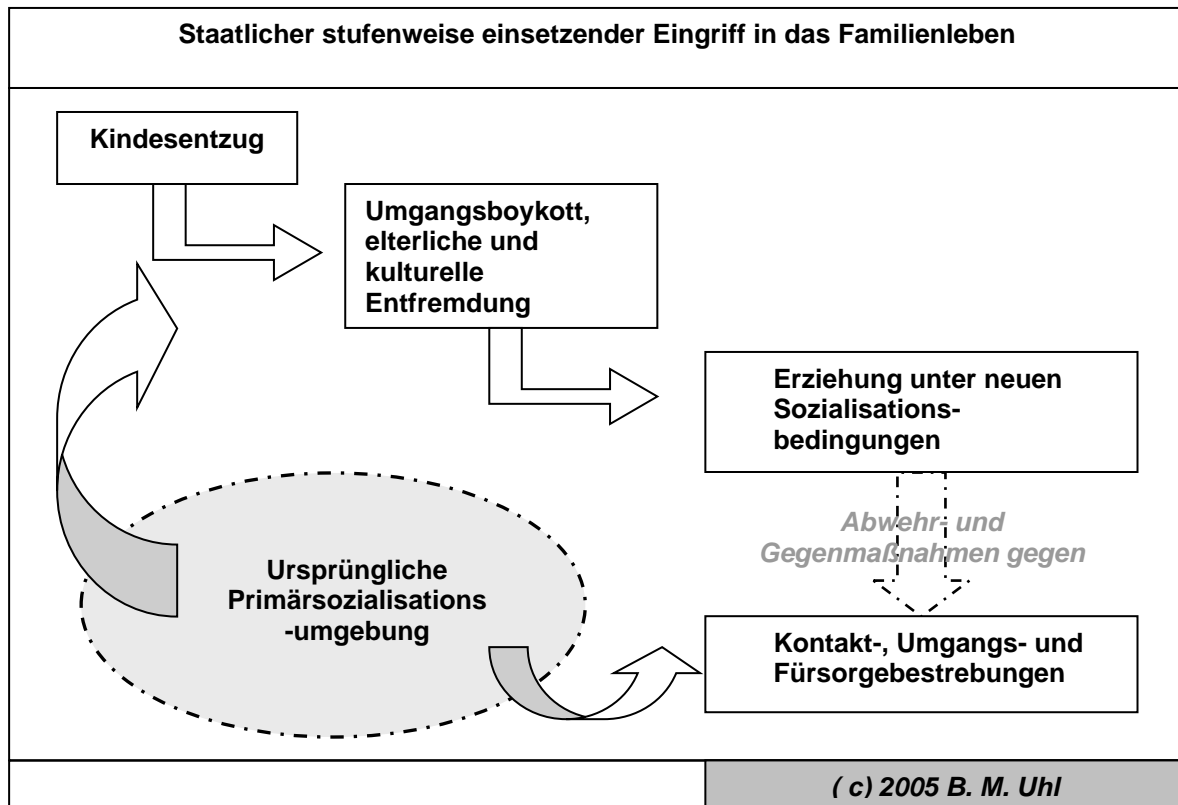 Staatlicher stufenweise einsetzender Eingriff in das Familienleben
Kindesentzug
Umgangsboykott,
elterliche und
kulturelle
Entfremdung
Erziehung unter neuen
Sozialisations-
bedingungen
Abwehr- und
Gegenmaßnahmen gegen
Ursprüngliche
Primärsozialisations
-umgebung
Kontakt-, Umgangs- und
Fürsorgebestrebungen
( c) 2005 B. M. Uhl